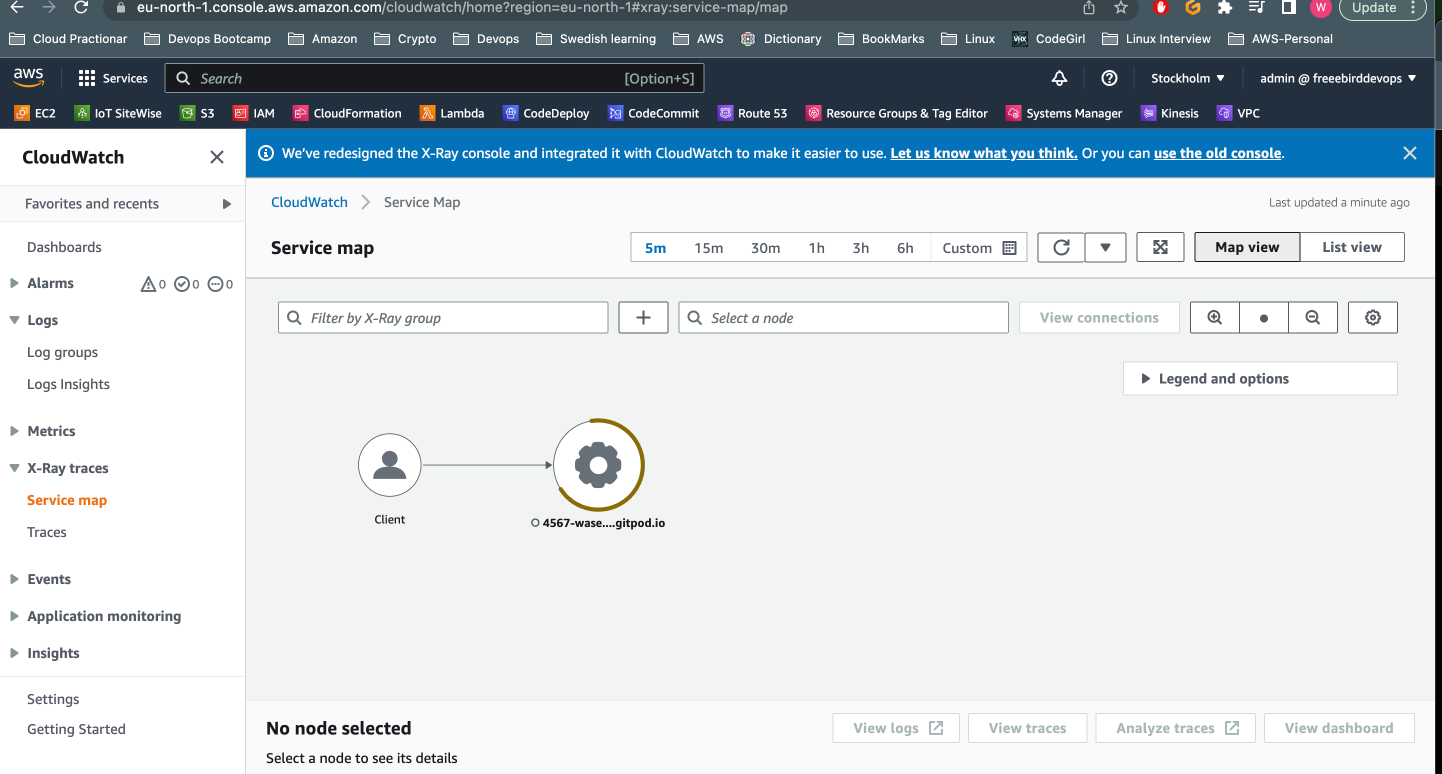 eu-north-1.console.aws.amazon.com/cloudwatch/home?region=eu-north-1#xray:service-map/map W Update
Cloud Practionar Devops Bootcamp Amazon Crypto Devops Swedish learning AWS Dictionary BookMarks Linux CodeGirl Linux Interview AWS-Personal
aws Services Search [Option+S] Stockholm admin @ freeebirddevops
EC2 IoT SiteWise S3 IAM CloudFormation Lambda CodeDeploy CodeCommit Route 53 Resource Groups & Tag Editor Systems Manager Kinesis VPC
CloudWatch
Favorites and recents
Dashboards
Alarms 0 0 0
Logs
Log groups
Logs Insights
Metrics
X-Ray traces
Service map
Traces
Events
Application monitoring
Insights
Settings
Getting Started
We've redesigned the X-Ray console and integrated it with CloudWatch to make it easier to use. Let us know what you think. Or you can use the old console.
CloudWatch Service Map Last updated a minute ago
Service map 5m 15m 30m 1h 3h 6h Custom Map view List view
Filter by X-Ray group Select a node View connections
Legend and options
Client
4567-wase....gitpod.io
No node selected View logs View traces Analyze traces View dashboard
Select a node to see its details